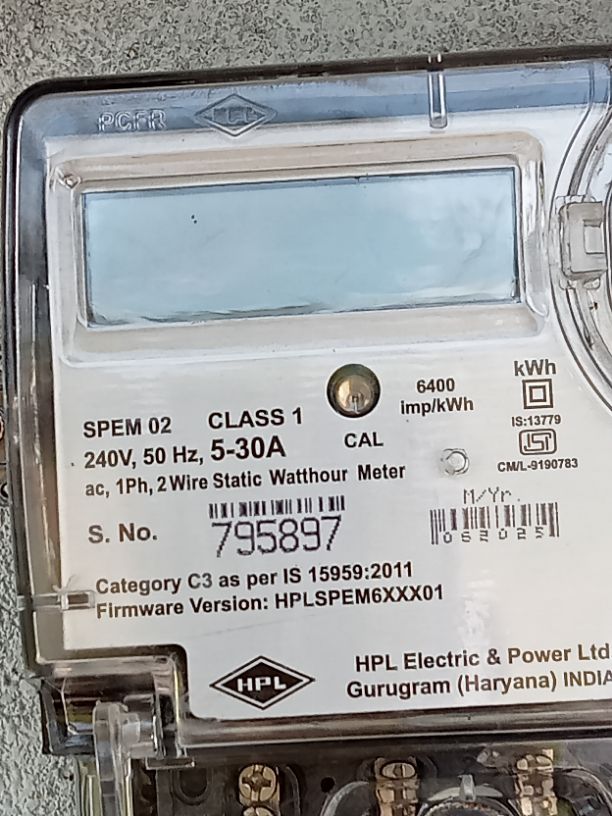 PCFR HPL
kWh
6400
imp/kWh
IS:13779
SPEM 02 CLASS 1
CAL
ISI
CM/L-9190783
240V, 50 Hz, 5-30A
ac, 1Ph, 2 Wire Static Watthour Meter
M/Yr.
S. No. 795897
062025
Category C3 as per IS 15959:2011
Firmware Version: HPLSPEM6XXX01
HPL
HPL Electric & Power Ltd
Gurugram (Haryana) INDIA